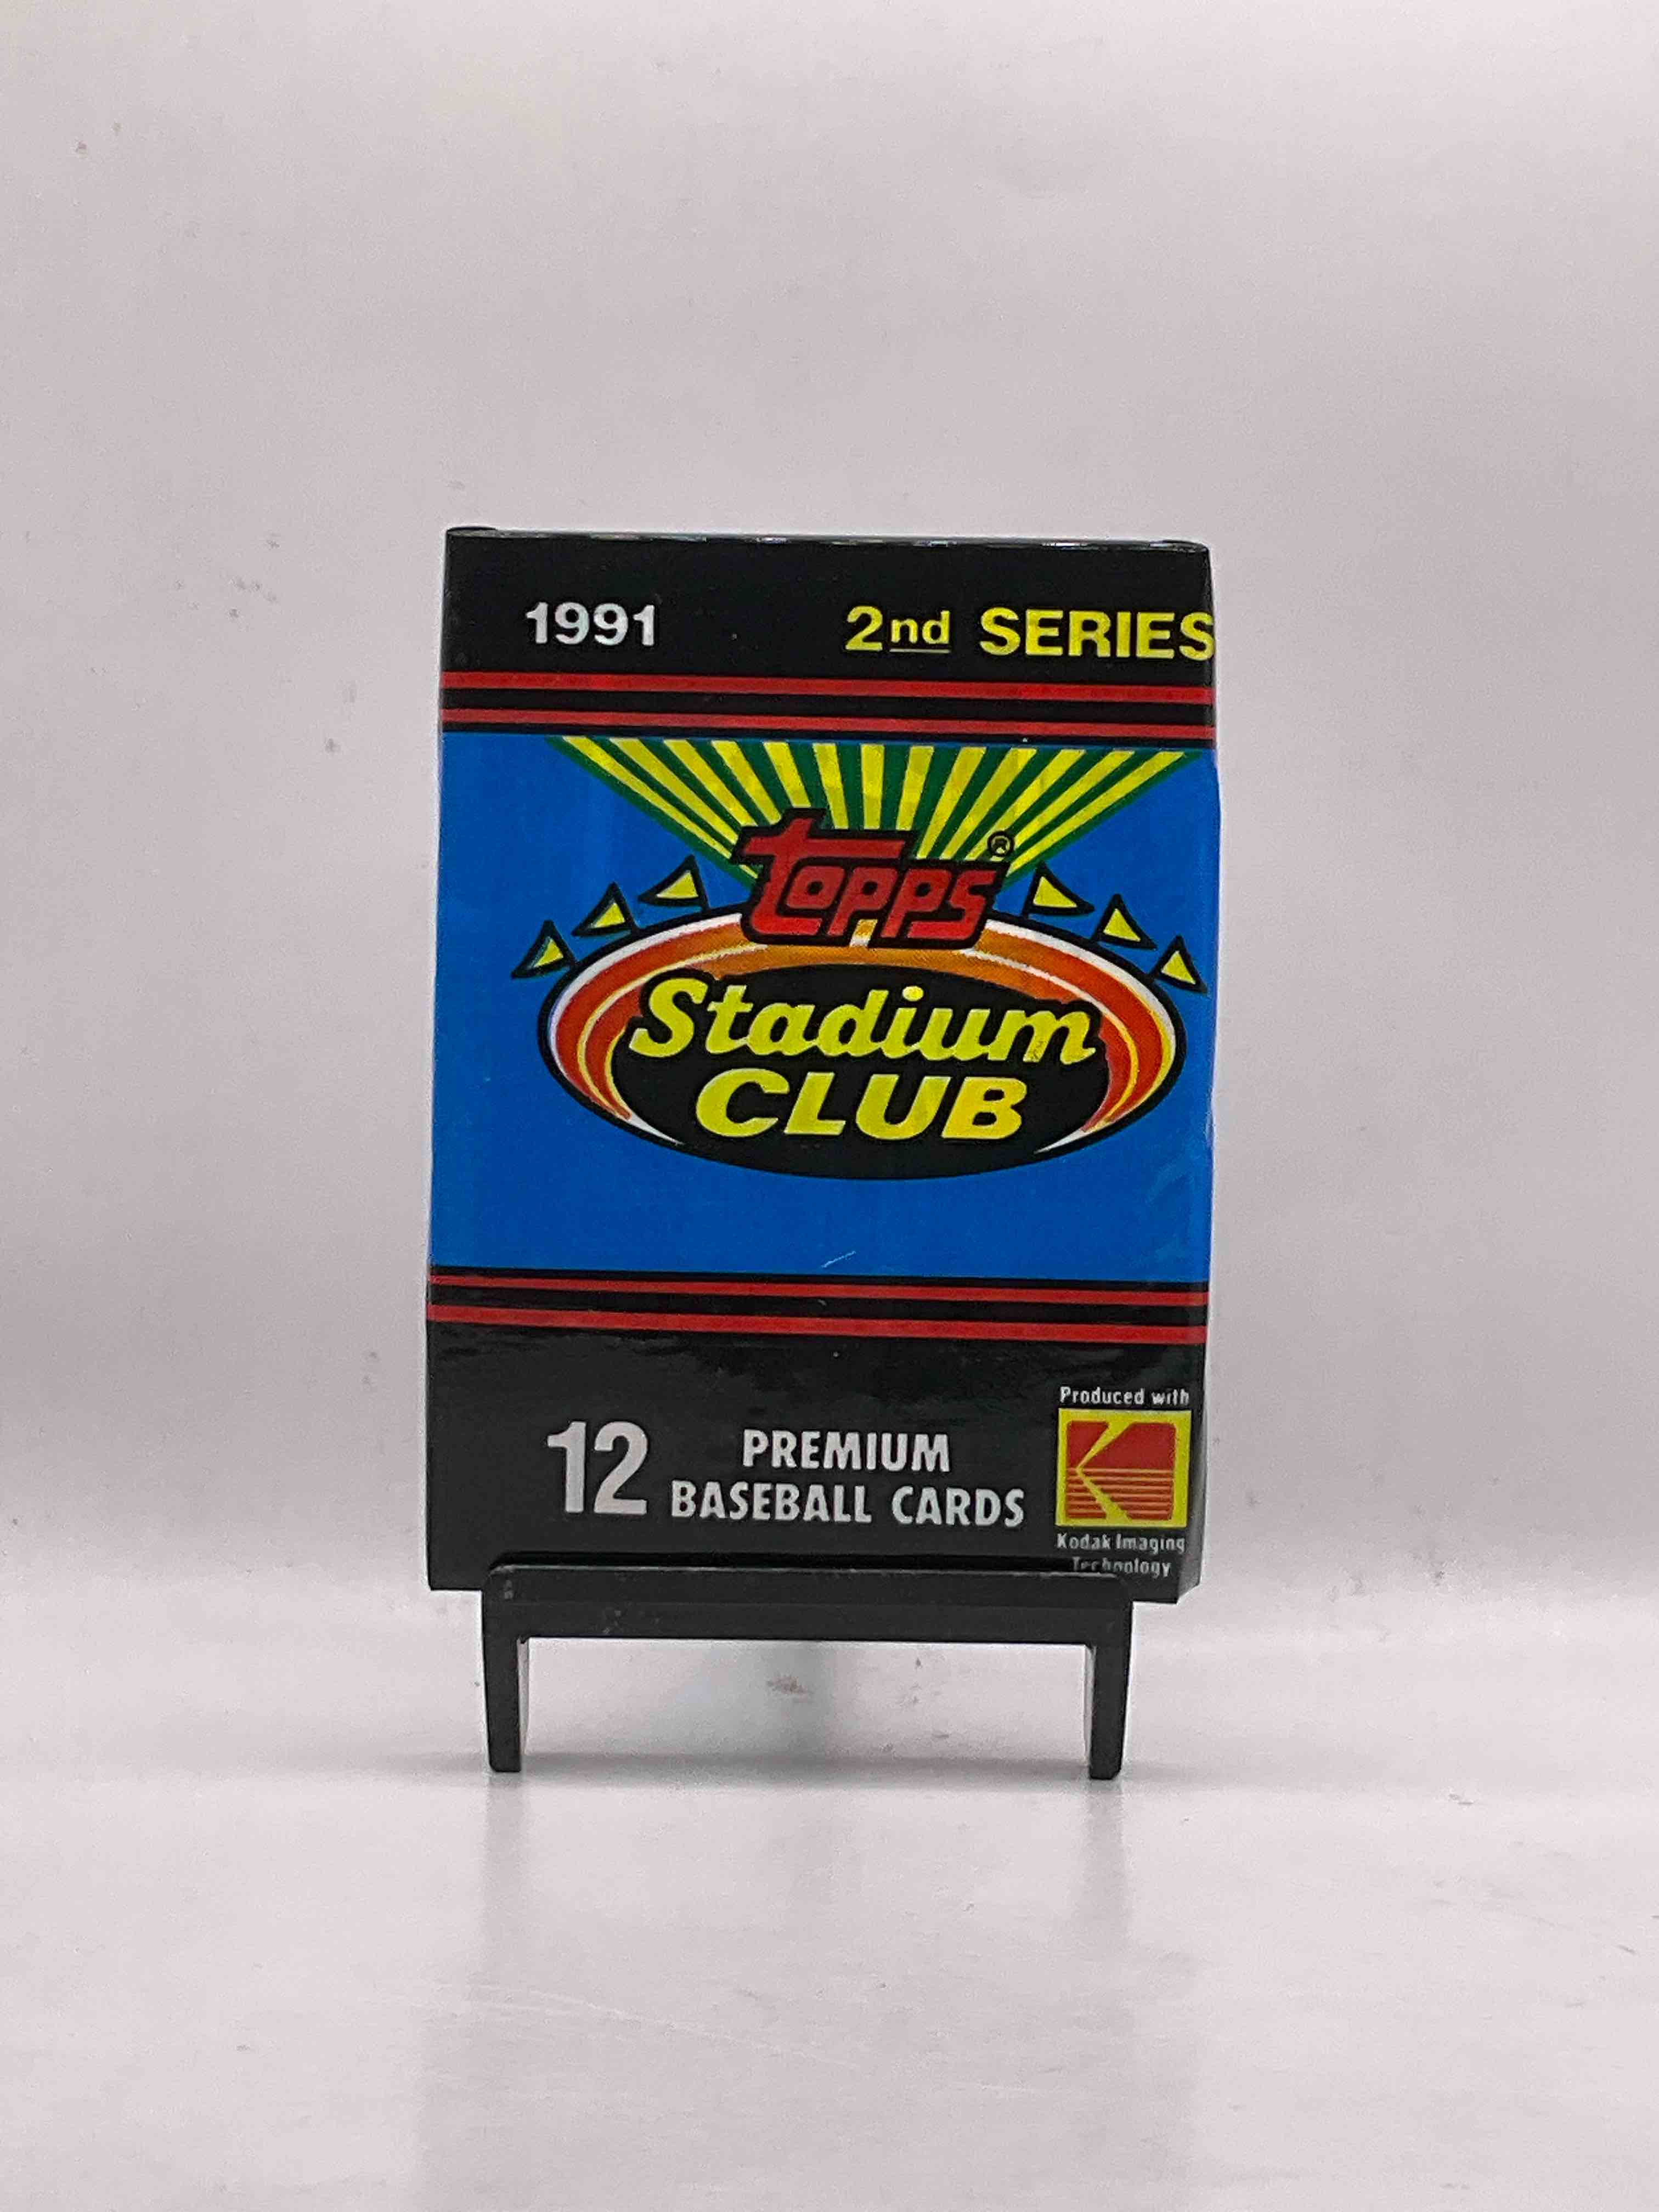 1991 2nd SERIES
topps®
Stadium
CLUB
12 PREMIUM
BASEBALL CARDS
Produced with
Kodak Imaging
Technology